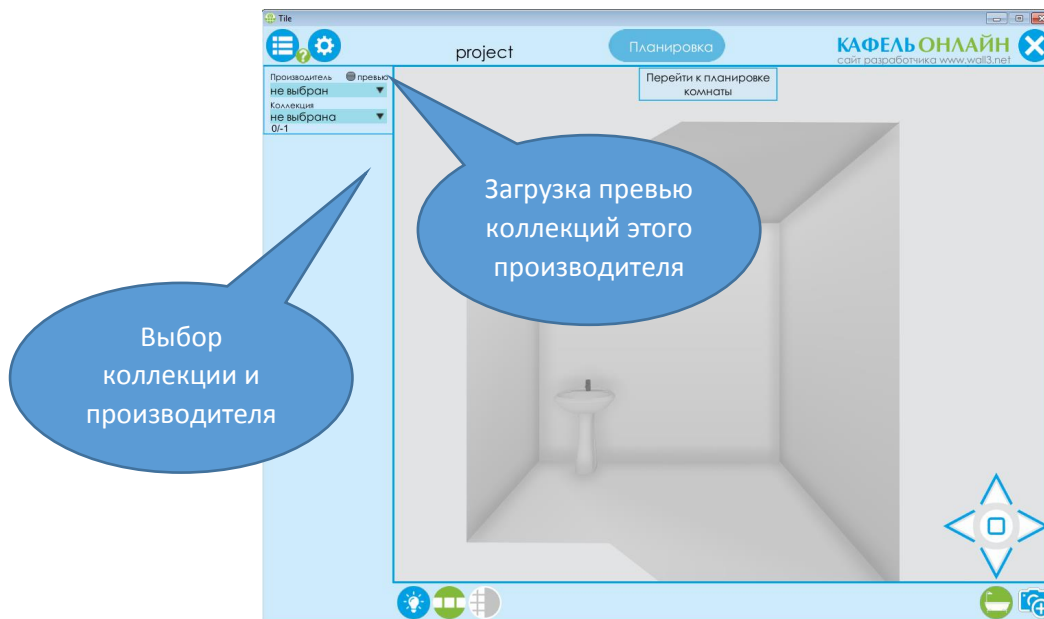 Tile
project
Планировка
КАФЕЛЬ ОНЛАЙН
сайт разработчика www.wall3.net
?
Производитель превью
не выбран
Коллекция
не выбрана
0/-1
Перейти к планировке
комнаты
Загрузка превью
коллекций этого
производителя
Выбор
коллекции и
производителя